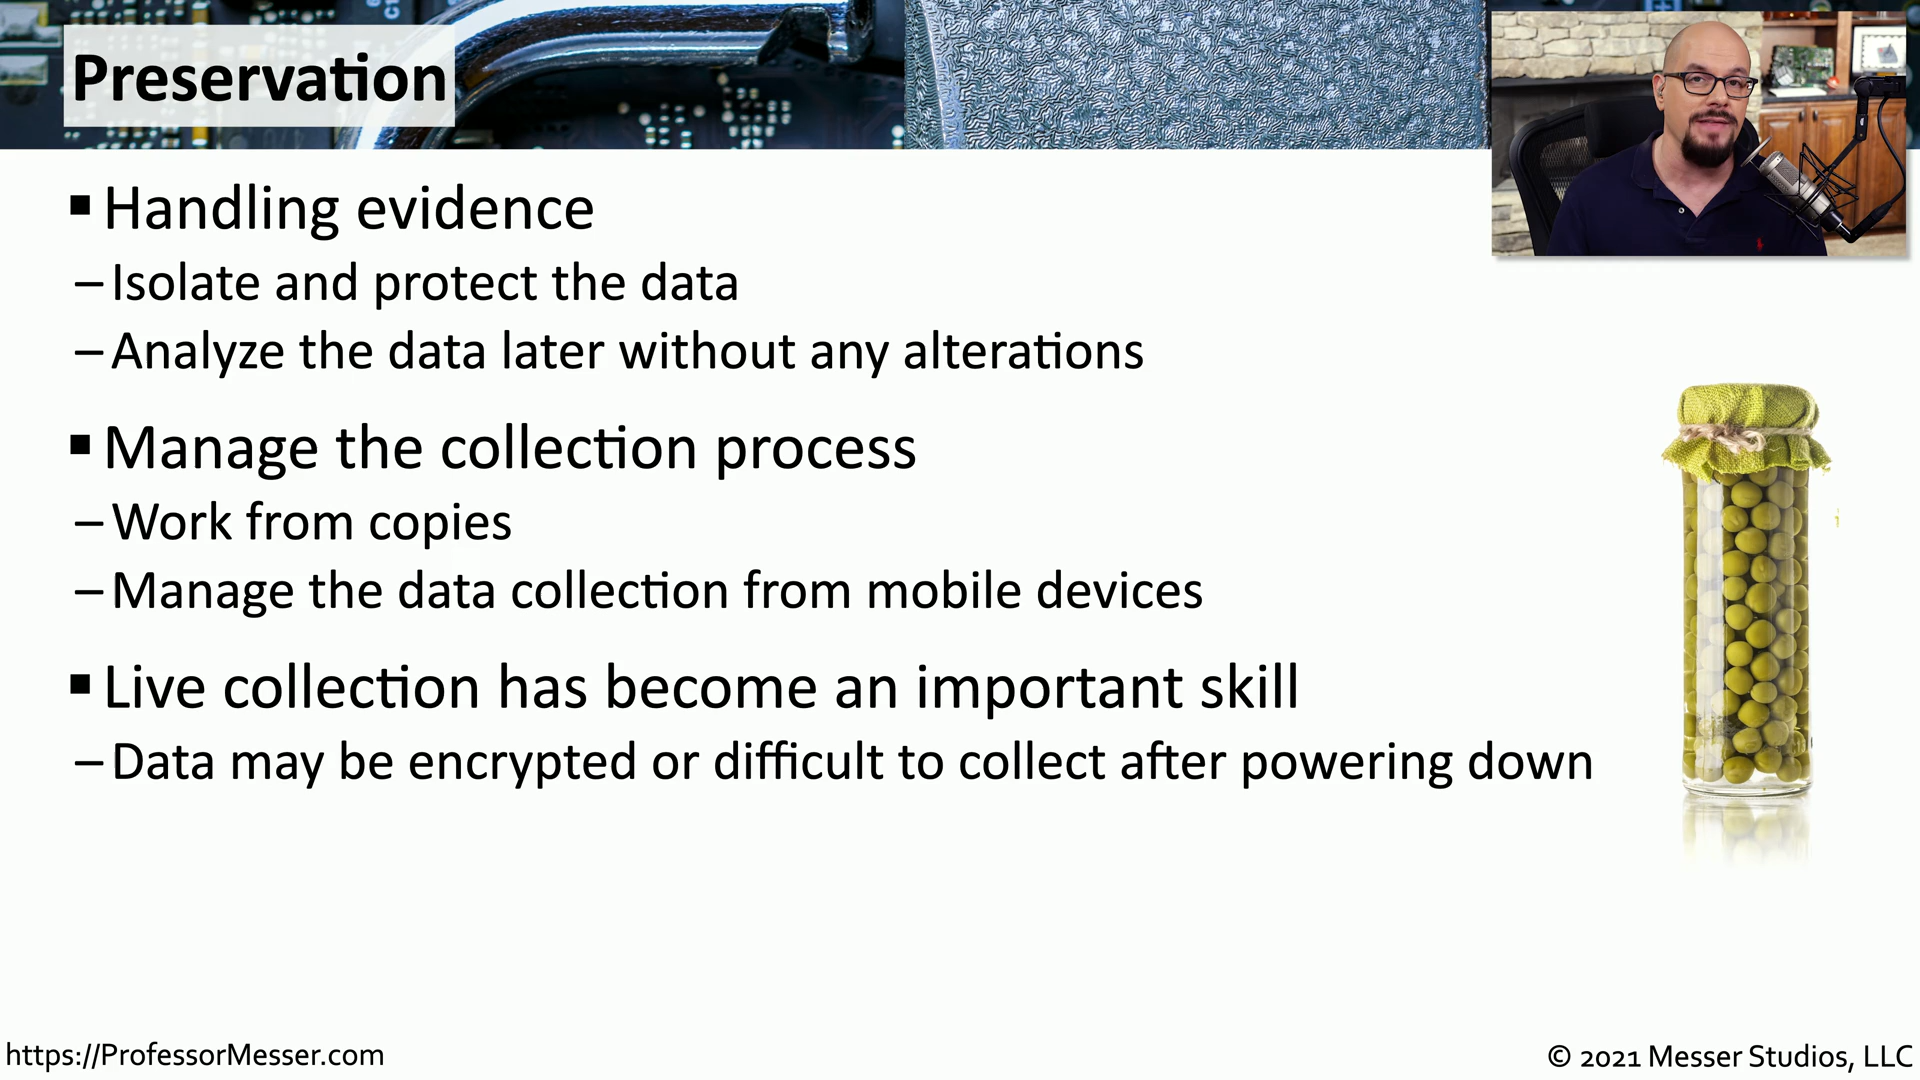 Preservation
▪ Handling evidence
– Isolate and protect the data
– Analyze the data later without any alterations
▪ Manage the collection process
– Work from copies
– Manage the data collection from mobile devices
▪ Live collection has become an important skill
– Data may be encrypted or difficult to collect after powering down
https://ProfessorMesser.com
© 2021 Messer Studios, LLC